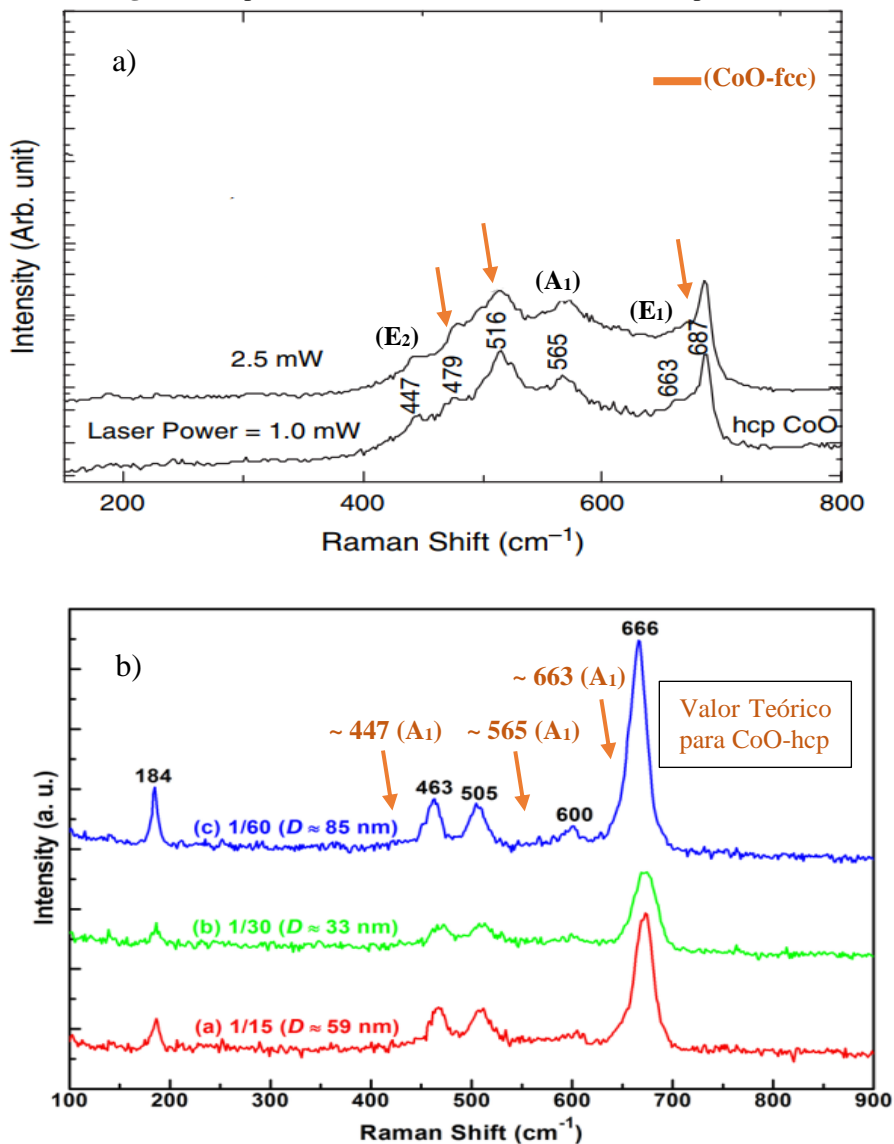 a)
(CoO-fcc)
Intensity (Arb. unit)
(A₁)
(E₁)
(E₂)
2.5 mW
447
479
516
565
663
687
Laser Power = 1.0 mW
hcp CoO
200
400
600
800
Raman Shift (cm⁻¹)
b)
666
~ 663 (A₁)
Valor Teórico
para CoO-hcp
~ 447 (A₁)
~ 565 (A₁)
184
463
505
600
(c) 1/60 (D ≈ 85 nm)
(b) 1/30 (D ≈ 33 nm)
(a) 1/15 (D ≈ 59 nm)
Intensity (a. u.)
100
200
300
400
500
600
700
800
900
Raman Shift (cm⁻¹)